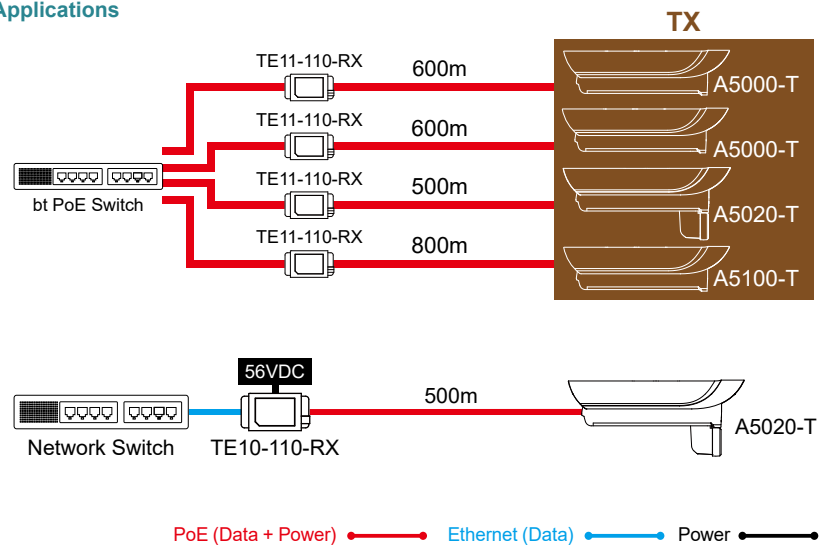 Applications
TX
TE11-110-RX
600m
A5000-T
TE11-110-RX
600m
A5000-T
TE11-110-RX
500m
A5020-T
bt PoE Switch
TE11-110-RX
800m
A5100-T
56VDC
500m
A5020-T
Network Switch
TE10-110-RX
PoE (Data + Power)
Ethernet (Data)
Power